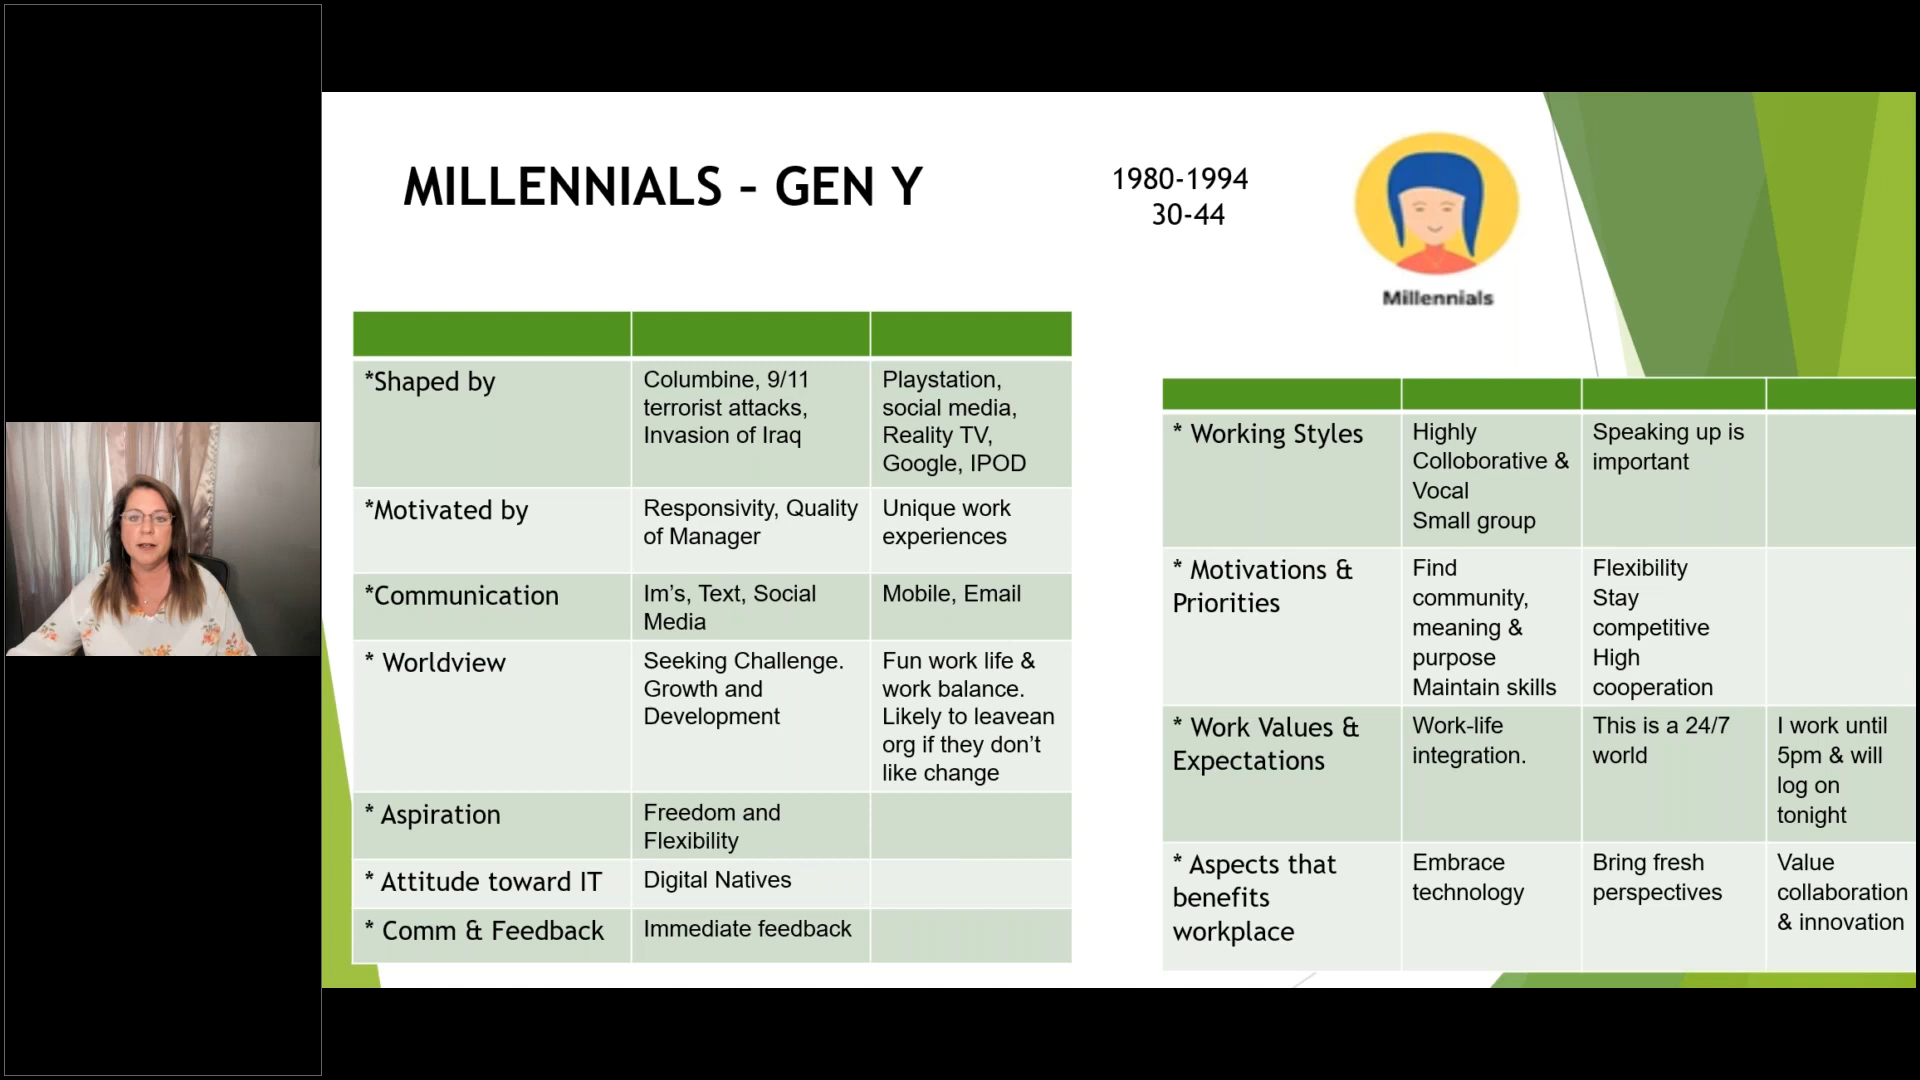 MILLENNIALS – GEN Y
1980-1994
30-44
Millennials
*Shaped by
Columbine, 9/11
terrorist attacks,
Invasion of Iraq
Playstation,
social media,
Reality TV,
Google, IPOD
*Motivated by
Responsivity, Quality
of Manager
Unique work
experiences
*Communication
Im’s, Text, Social
Media
Mobile, Email
* Worldview
Seeking Challenge.
Growth and
Development
Fun work life &
work balance.
Likely to leavean
org if they don’t
like change
* Aspiration
Freedom and
Flexibility
* Attitude toward IT
Digital Natives
* Comm & Feedback
Immediate feedback
* Working Styles
Highly
Colloborative &
Vocal
Small group
Speaking up is
important
* Motivations &
Priorities
Find
community,
meaning &
purpose
Maintain skills
Flexibility
Stay
competitive
High
cooperation
* Work Values &
Expectations
Work-life
integration.
This is a 24/7
world
I work until
5pm & will
log on
tonight
* Aspects that
benefits
workplace
Embrace
technology
Bring fresh
perspectives
Value
collaboration
& innovation